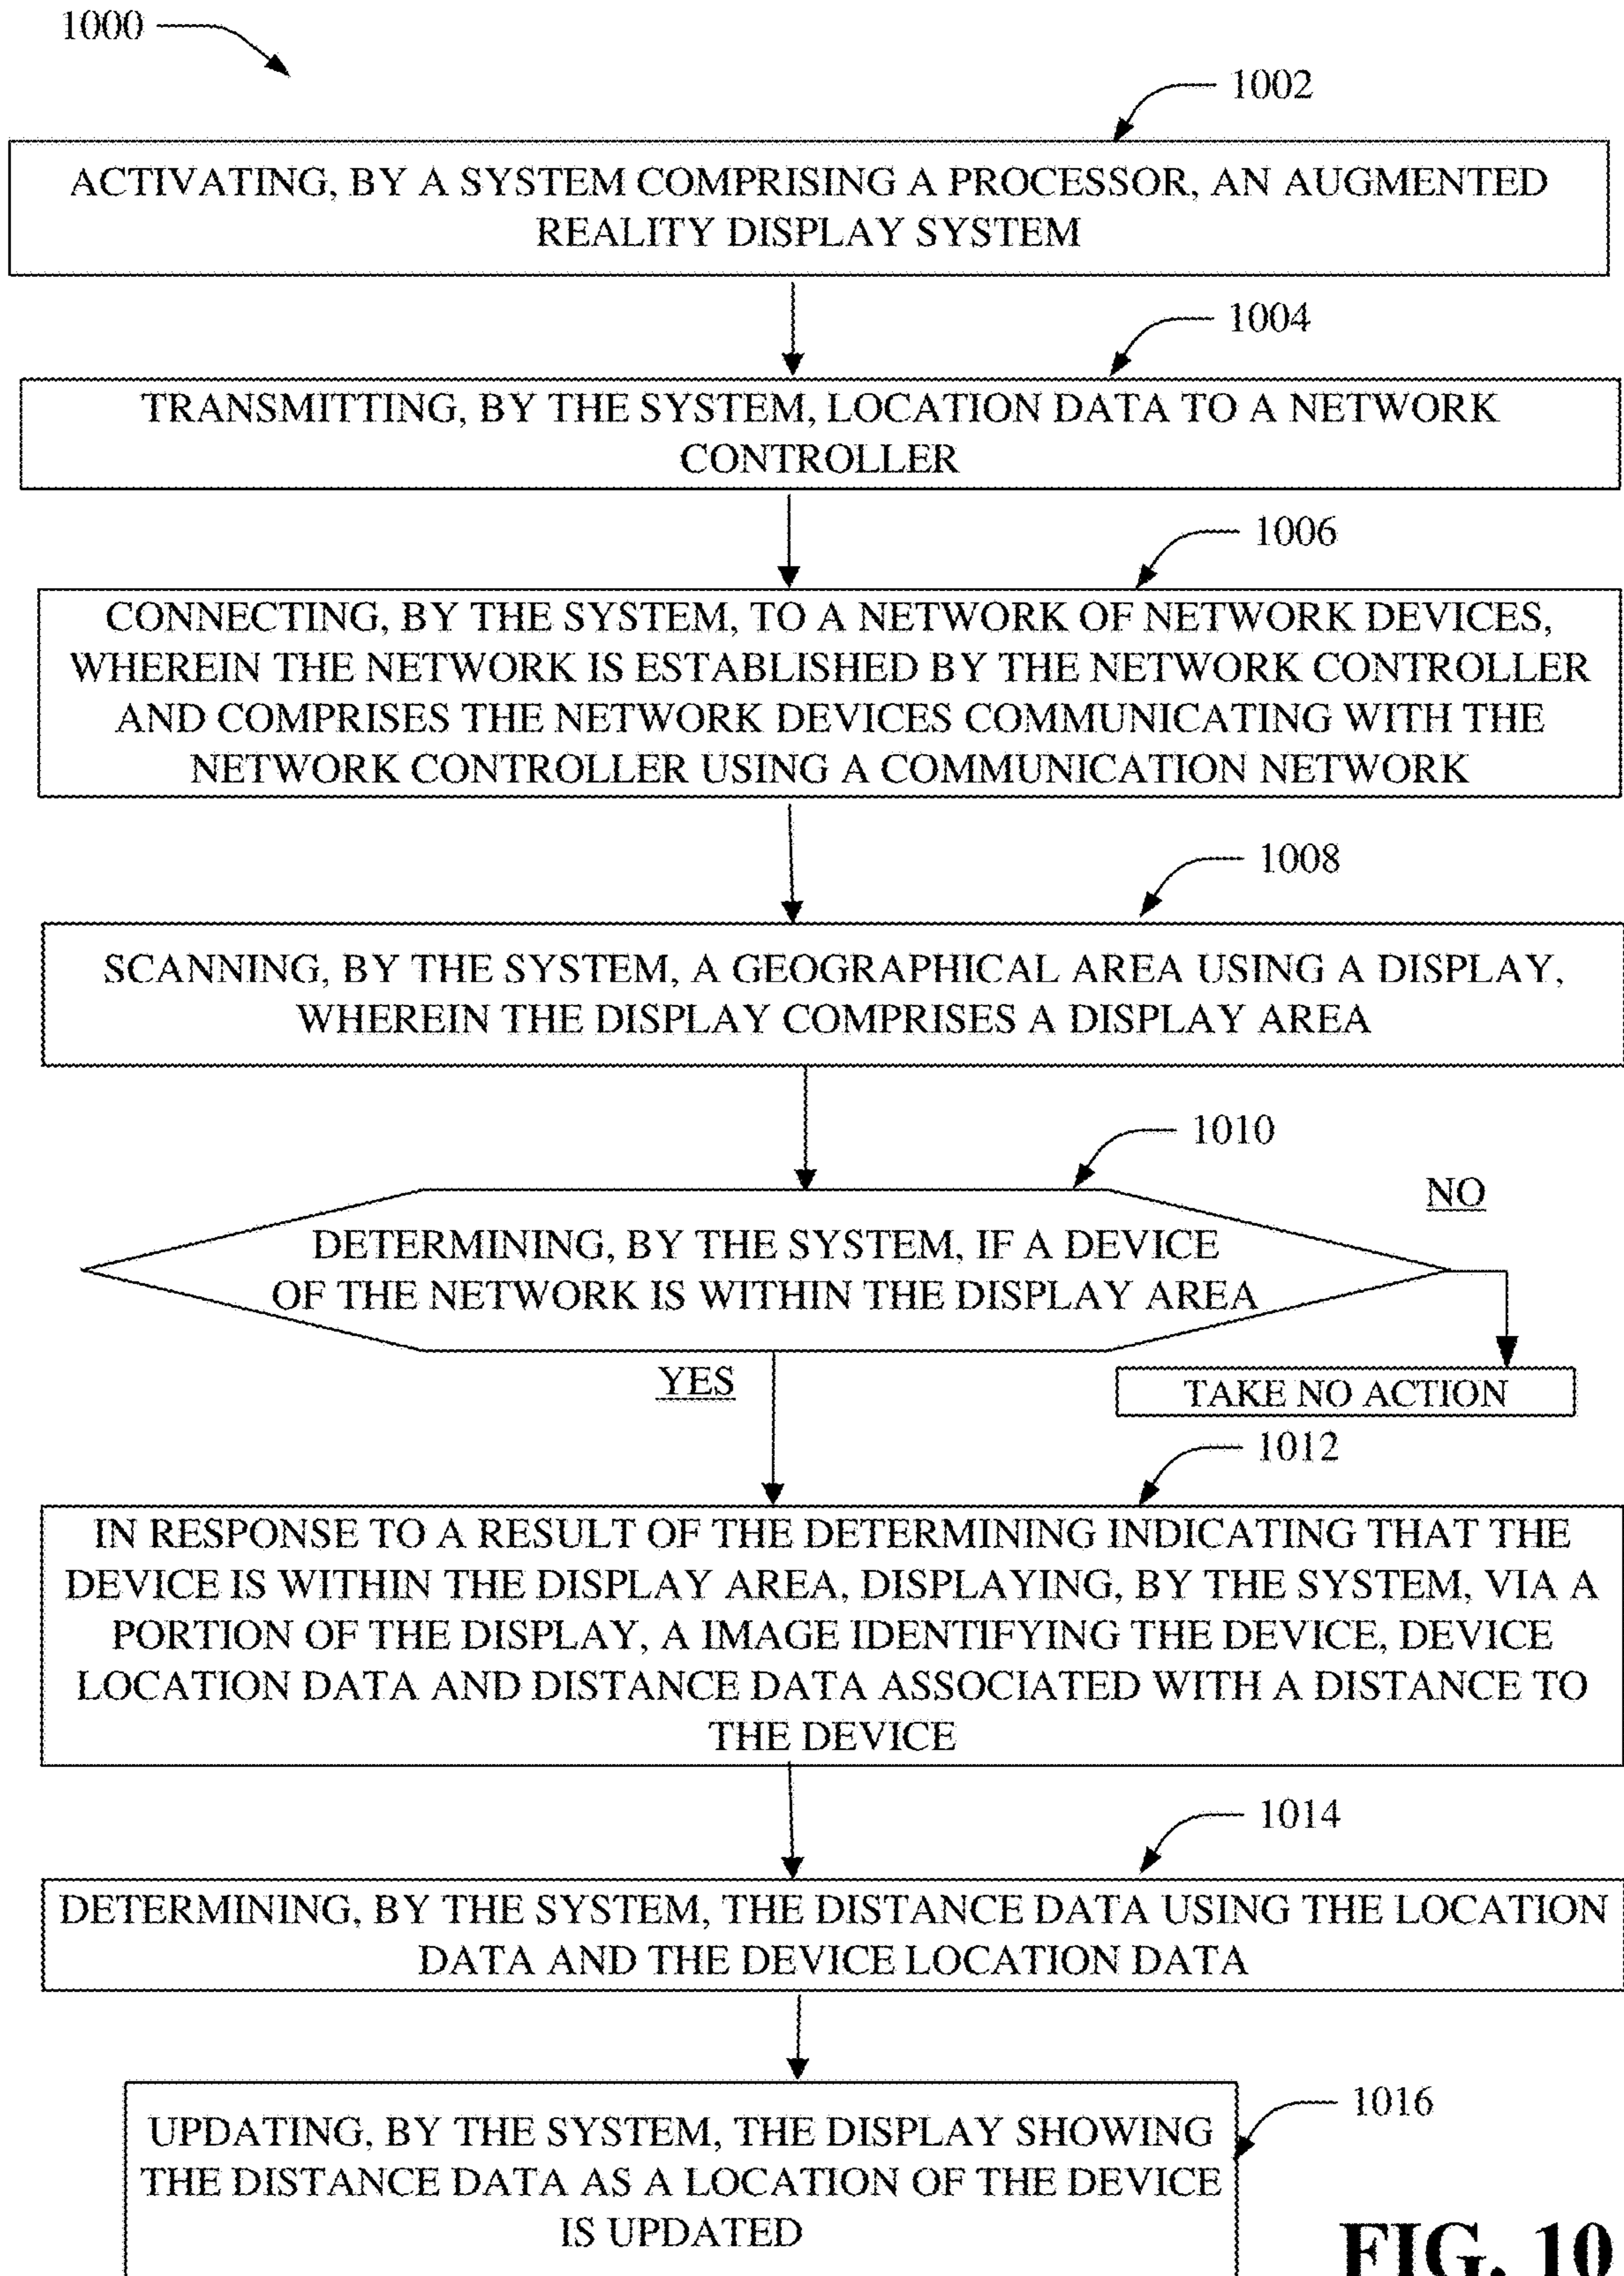 1000
1002
ACTIVATING, BY A SYSTEM COMPRISING A PROCESSOR, AN AUGMENTED
REALITY DISPLAY SYSTEM
1004
TRANSMITTING, BY THE SYSTEM, LOCATION DATA TO A NETWORK
CONTROLLER
1006
CONNECTING, BY THE SYSTEM, TO A NETWORK OF NETWORK DEVICES,
WHEREIN THE NETWORK IS ESTABLISHED BY THE NETWORK CONTROLLER
AND COMPRISES THE NETWORK DEVICES COMMUNICATING WITH THE
NETWORK CONTROLLER USING A COMMUNICATION NETWORK
1008
SCANNING, BY THE SYSTEM, A GEOGRAPHICAL AREA USING A DISPLAY,
WHEREIN THE DISPLAY COMPRISES A DISPLAY AREA
1010
NO
DETERMINING, BY THE SYSTEM, IF A DEVICE
OF THE NETWORK IS WITHIN THE DISPLAY AREA
YES
TAKE NO ACTION
1012
IN RESPONSE TO A RESULT OF THE DETERMINING INDICATING THAT THE
DEVICE IS WITHIN THE DISPLAY AREA, DISPLAYING, BY THE SYSTEM, VIA A
PORTION OF THE DISPLAY, A IMAGE IDENTIFYING THE DEVICE, DEVICE
LOCATION DATA AND DISTANCE DATA ASSOCIATED WITH A DISTANCE TO
THE DEVICE
1014
DETERMINING, BY THE SYSTEM, THE DISTANCE DATA USING THE LOCATION
DATA AND THE DEVICE LOCATION DATA
1016
UPDATING, BY THE SYSTEM, THE DISPLAY SHOWING
THE DISTANCE DATA AS A LOCATION OF THE DEVICE
IS UPDATED
FIG. 10